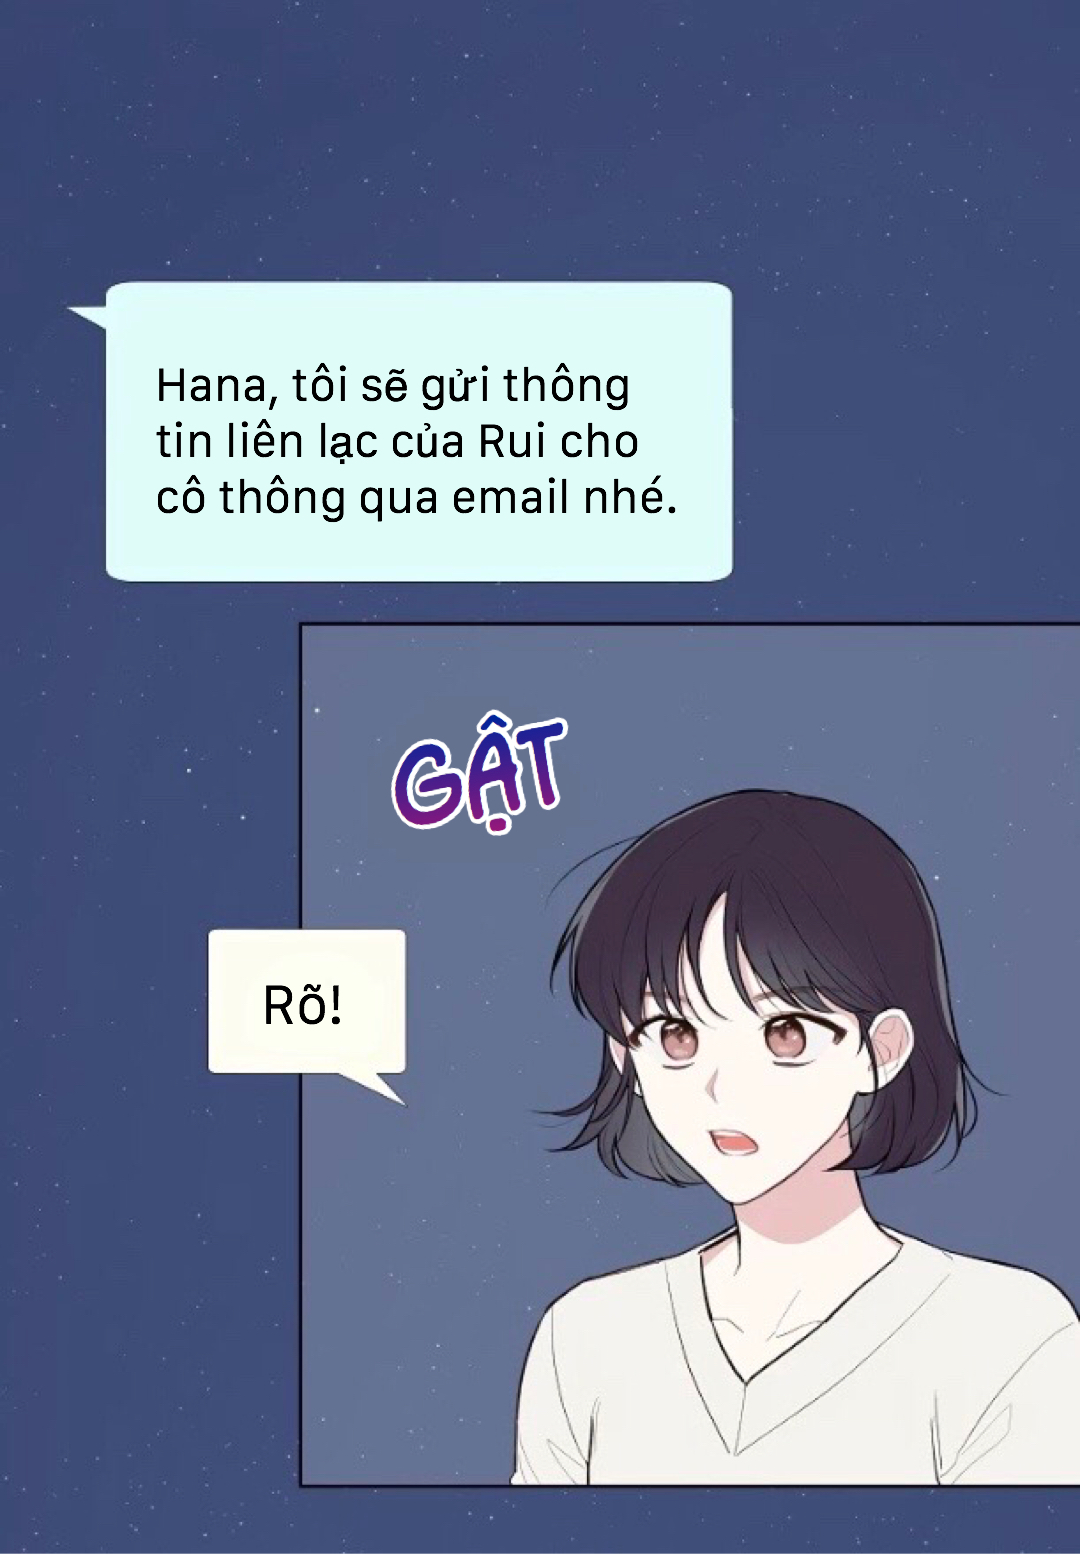 Hana, tôi sẽ gửi thông
tin liên lạc của Rui cho
cô thông qua email nhé.
GẬT
Rõ!